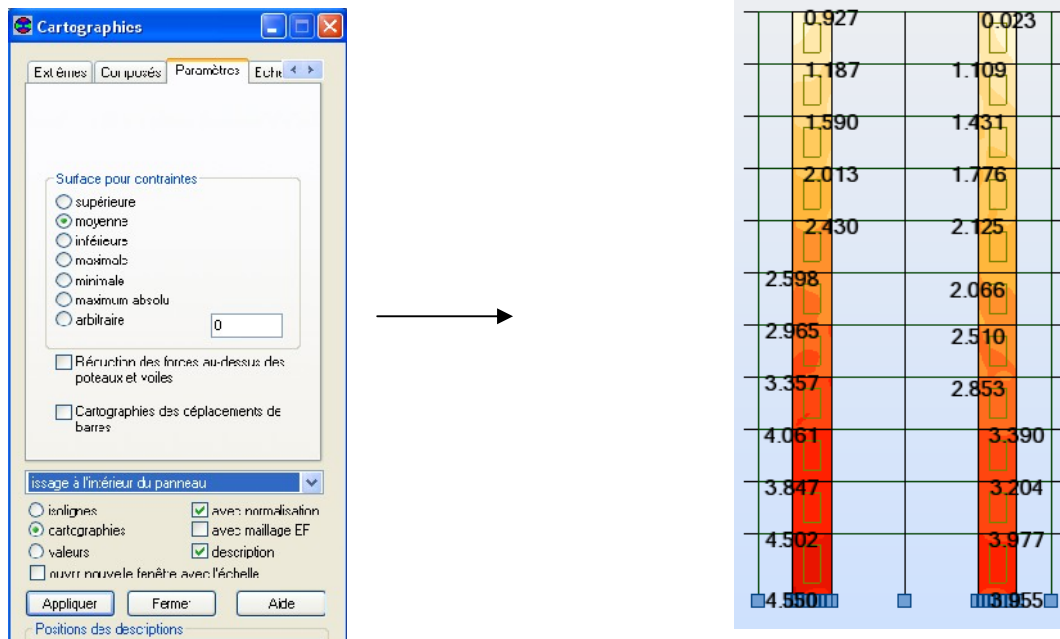 Cartographies
Extrêmes Composés Paramètres Eche
Surface pour contraintes
supérieure
moyenne
inférieure
maximale
minimale
maximum absolu
arbitraire 0
Réduction des forces au-dessus des
poteaux et voiles
Cartographies des déplacements de
barres
issage à l'intérieur du panneau
isolignes avec normalisation
cartographies avec maillage EF
valeurs description
ouvrir nouvelle fenêtre avec l'échelle
Appliquer Fermer Aide
Positions des descriptions
0.927 0.023
1.187 1.109
1.590 1.431
2.013 1.776
2.430 2.125
2.598 2.066
2.965 2.510
3.357 2.853
4.061 3.390
3.847 3.204
4.502 3.977
4.550 3.955